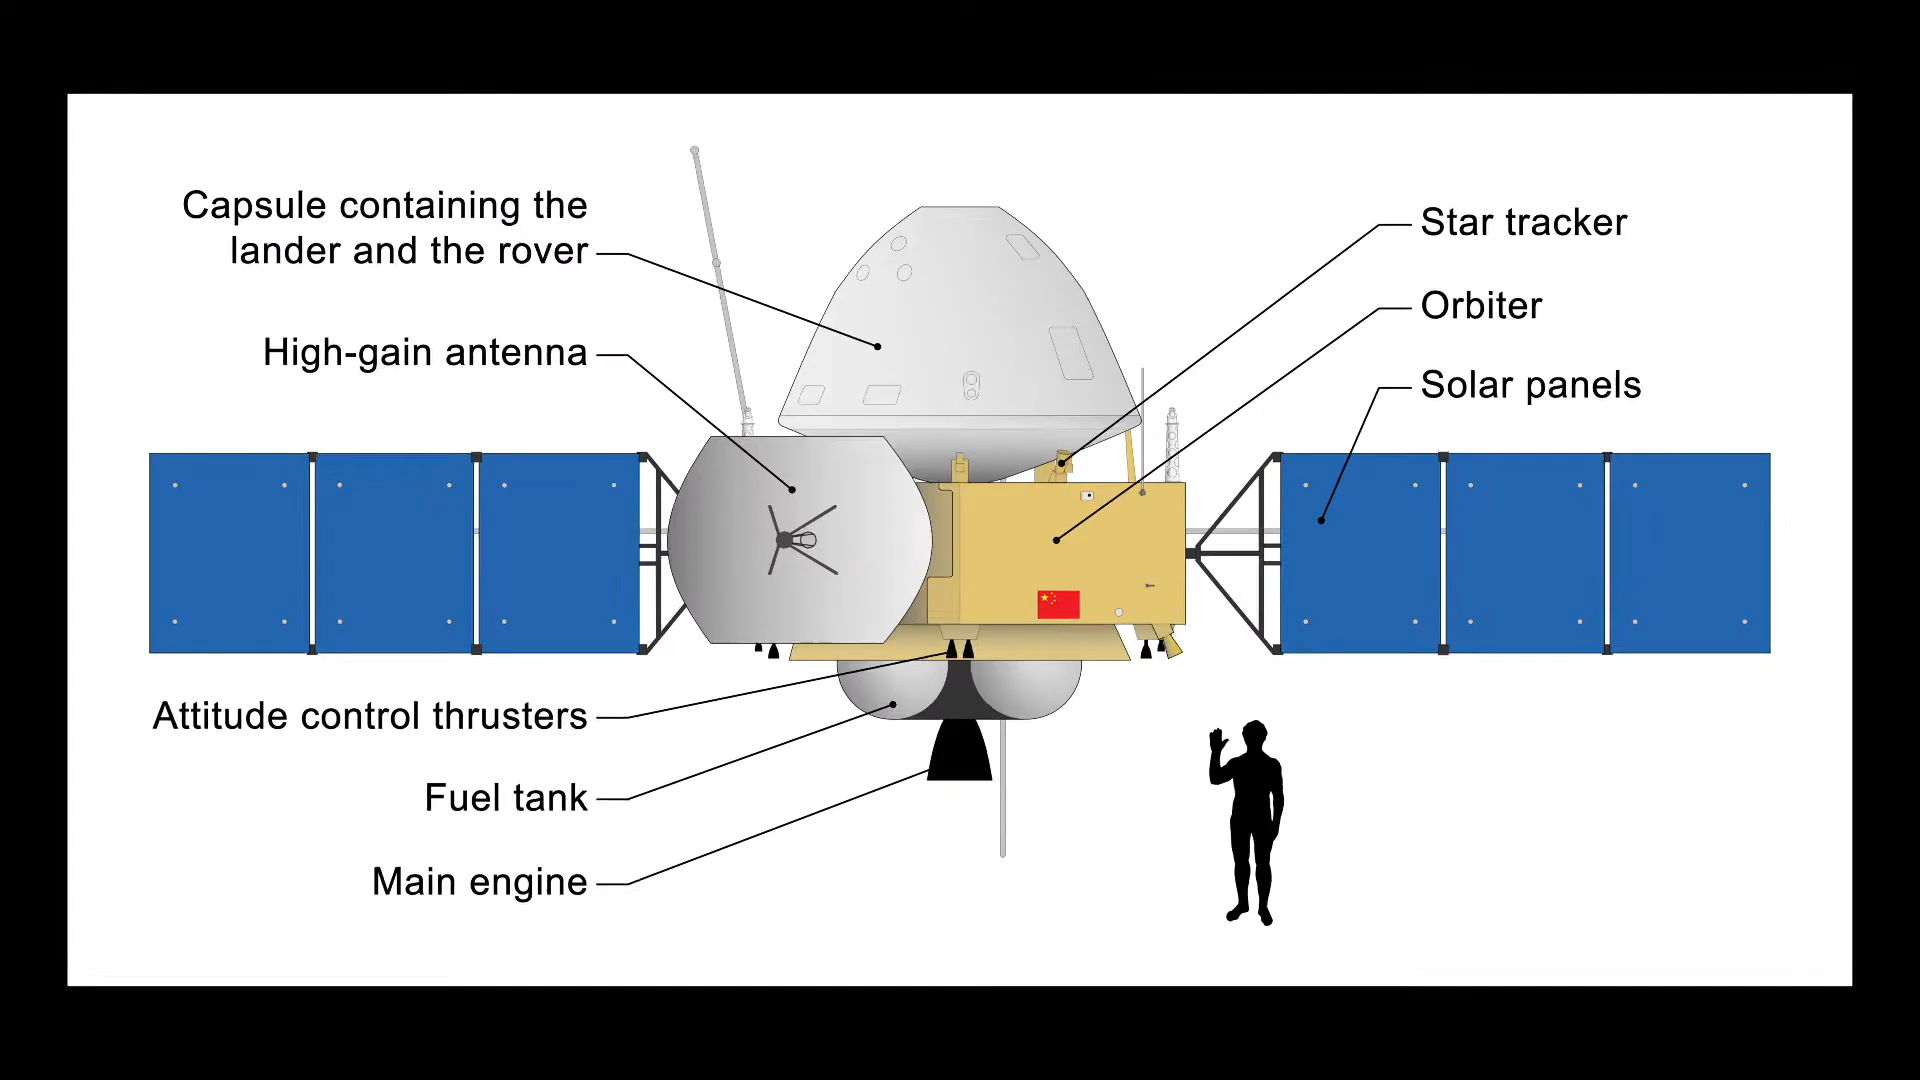 Capsule containing the
lander and the rover
High-gain antenna
Attitude control thrusters
Fuel tank
Main engine
Star tracker
Orbiter
Solar panels